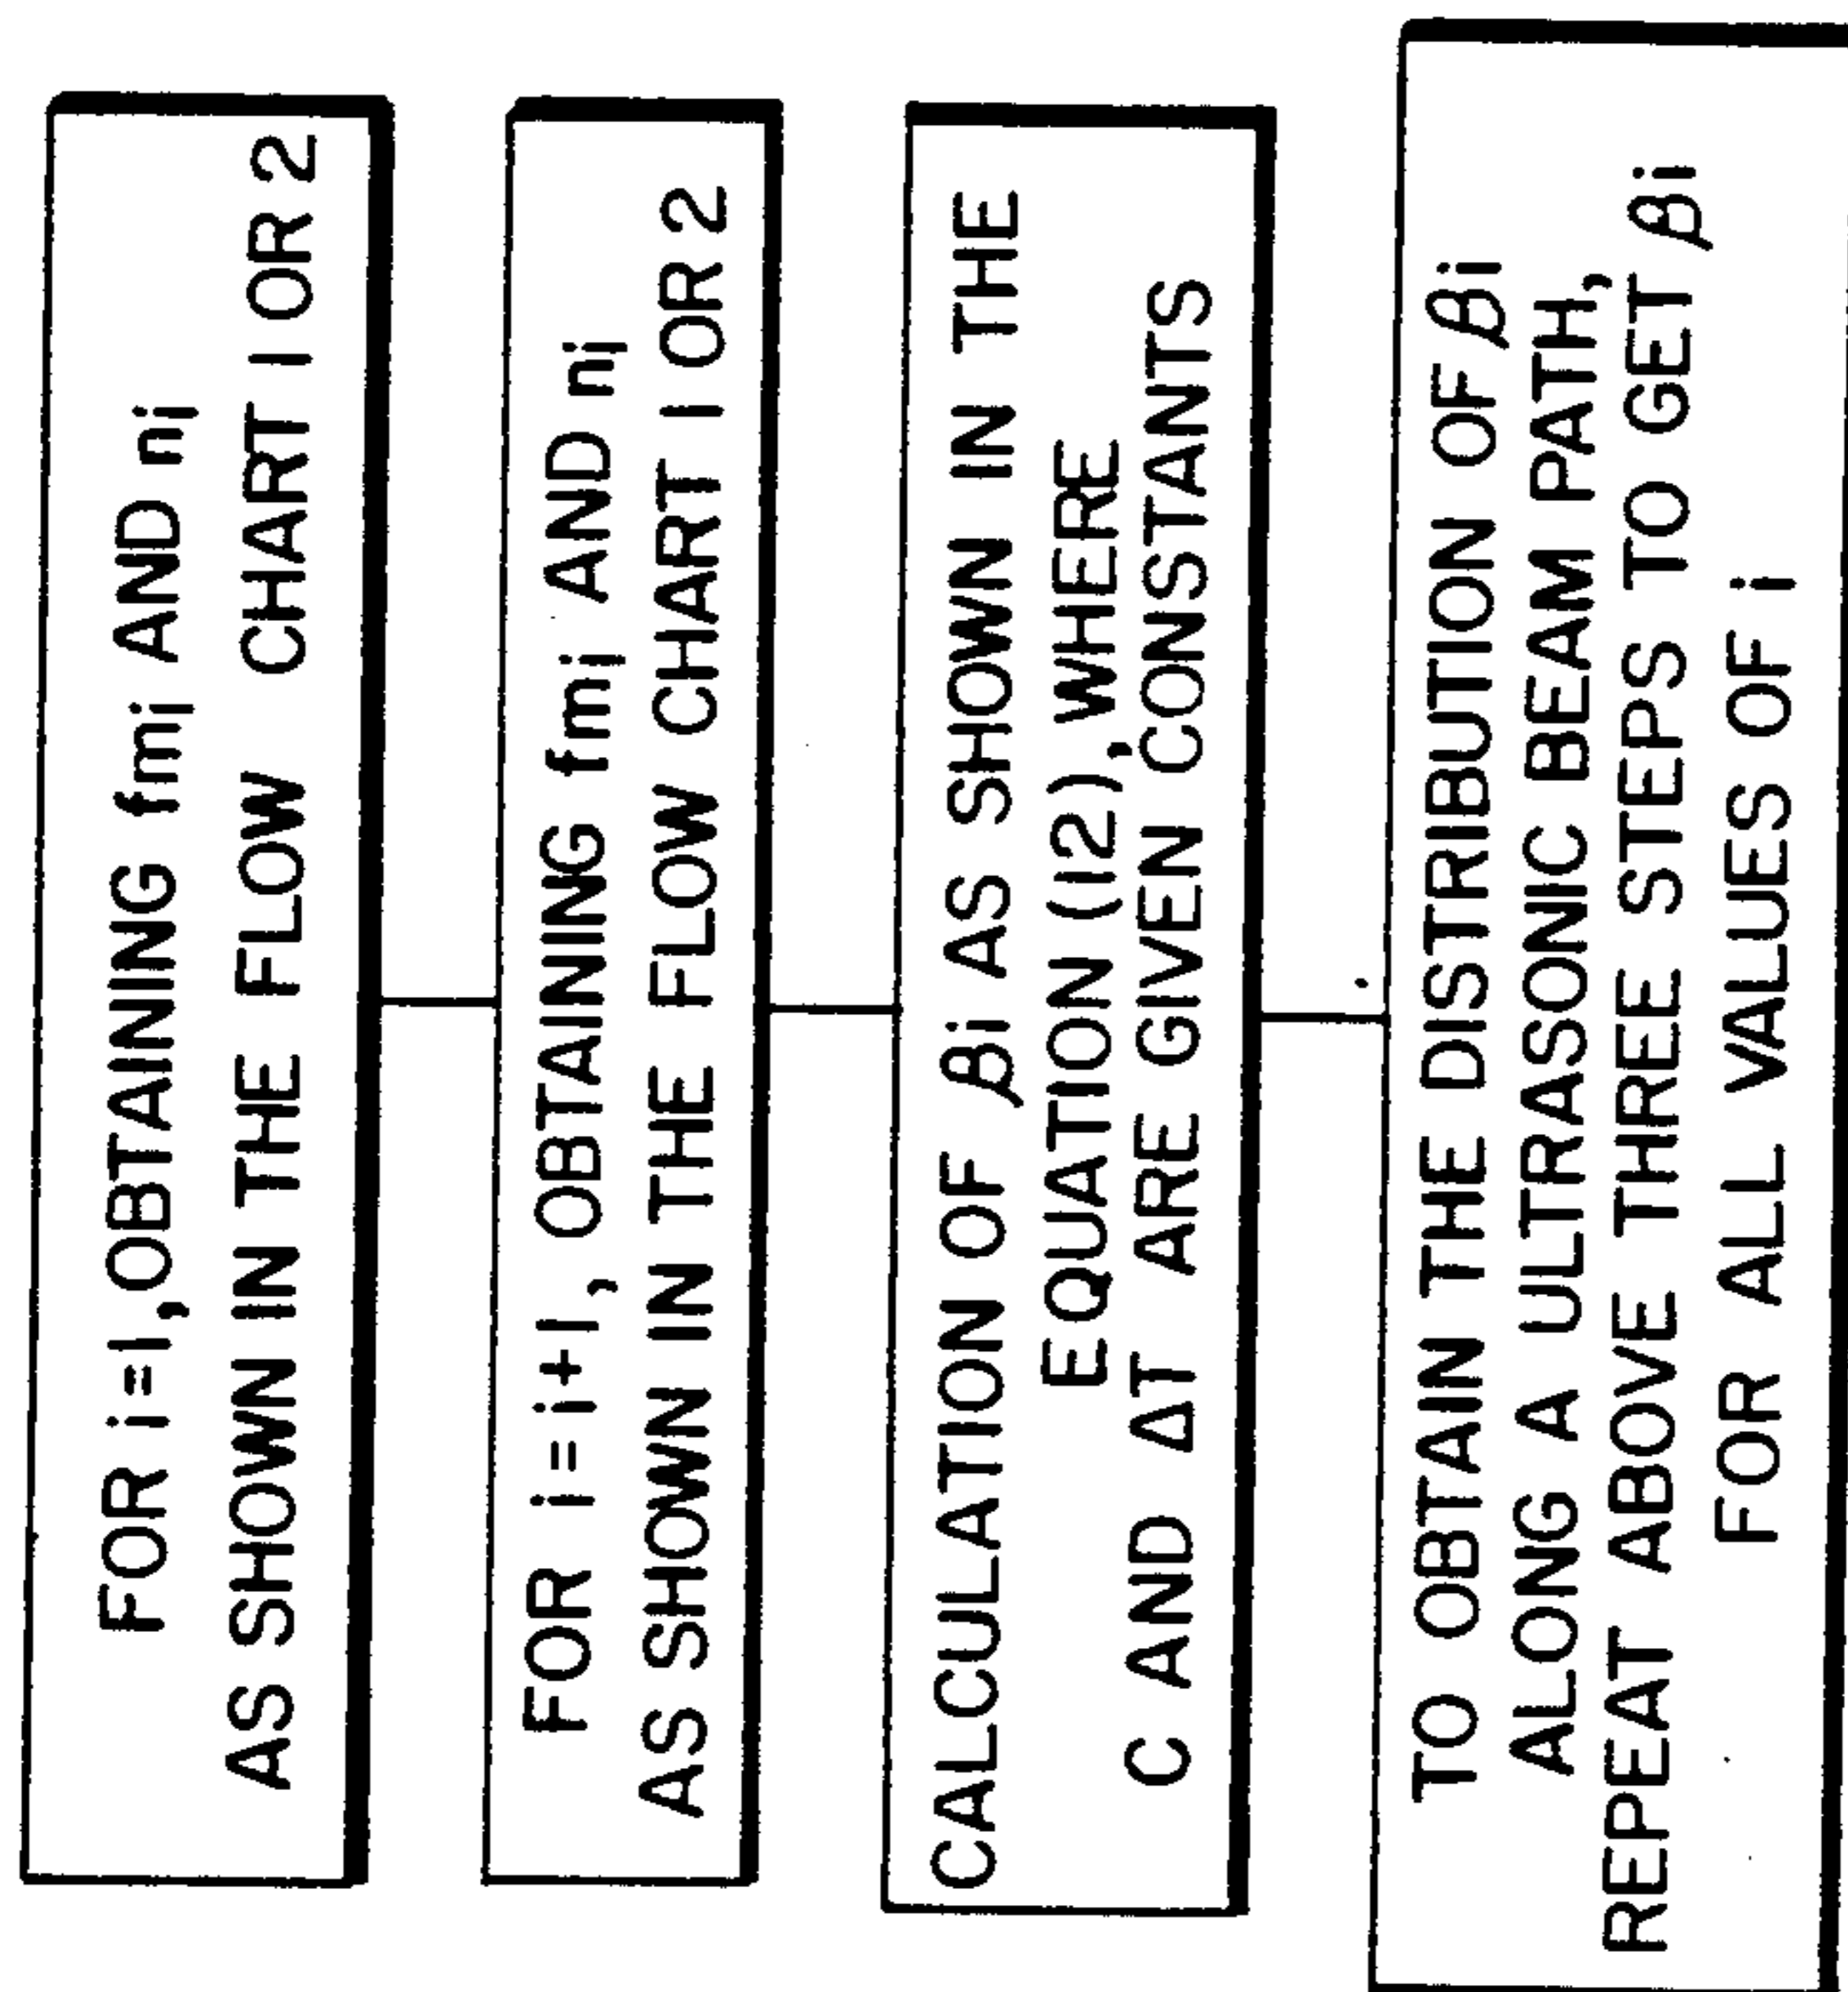 FOR i=1, OBTAINING fmi AND ni
AS SHOWN IN THE FLOW CHART 1 OR 2
FOR i=i+1, OBTAINING fmi AND ni
AS SHOWN IN THE FLOW CHART 1 OR 2
CALCULATION OF βi AS SHOWN IN THE
EQUATION (12), WHERE
C AND ΔT ARE GIVEN CONSTANTS
TO OBTAIN THE DISTRIBUTION OF βi
ALONG A ULTRASONIC BEAM PATH,
REPEAT ABOVE THREE STEPS TO GET βi
FOR ALL VALUES OF i